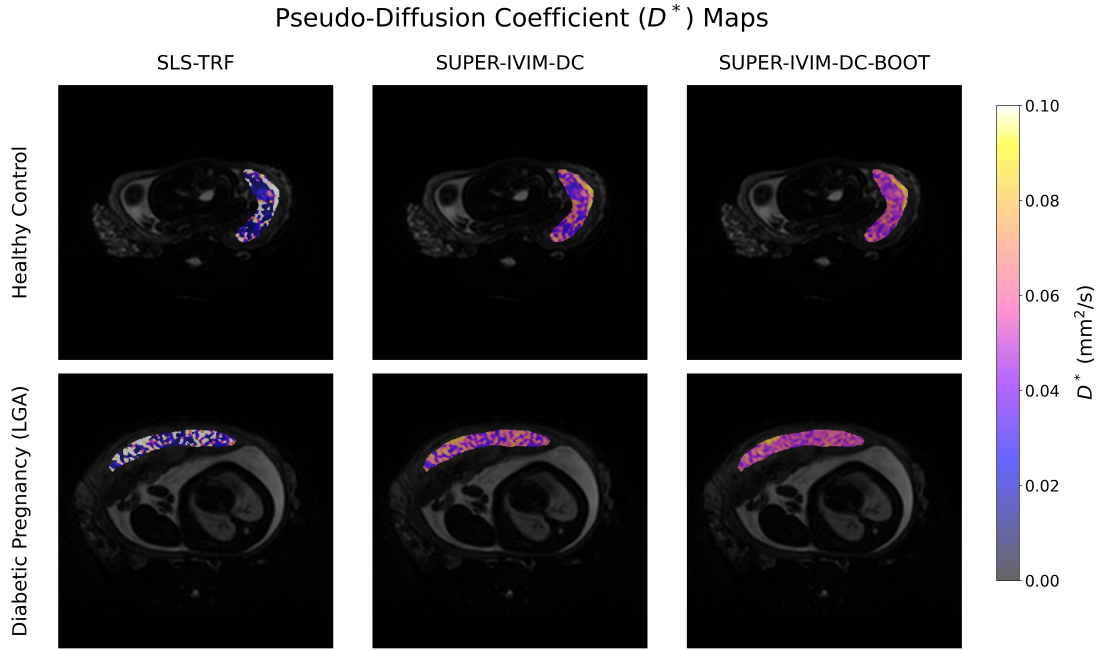 Pseudo-Diffusion Coefficient (D*) Maps
SLS-TRF
SUPER-IVIM-DC
SUPER-IVIM-DC-BOOT
Healthy Control
Diabetic Pregnancy (LGA)
0.10
0.08
0.06
0.04
0.02
0.00
D* (mm²/s)